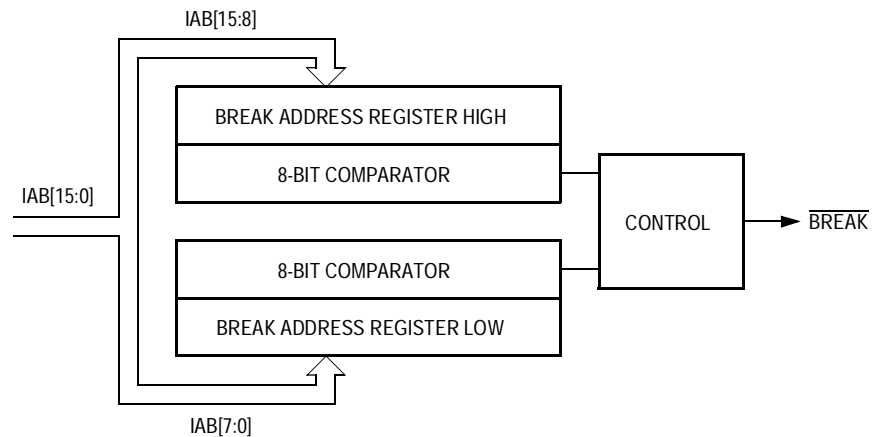 IAB[15:8]
BREAK ADDRESS REGISTER HIGH
8-BIT COMPARATOR
IAB[15:0]
CONTROL
BREAK
8-BIT COMPARATOR
BREAK ADDRESS REGISTER LOW
IAB[7:0]